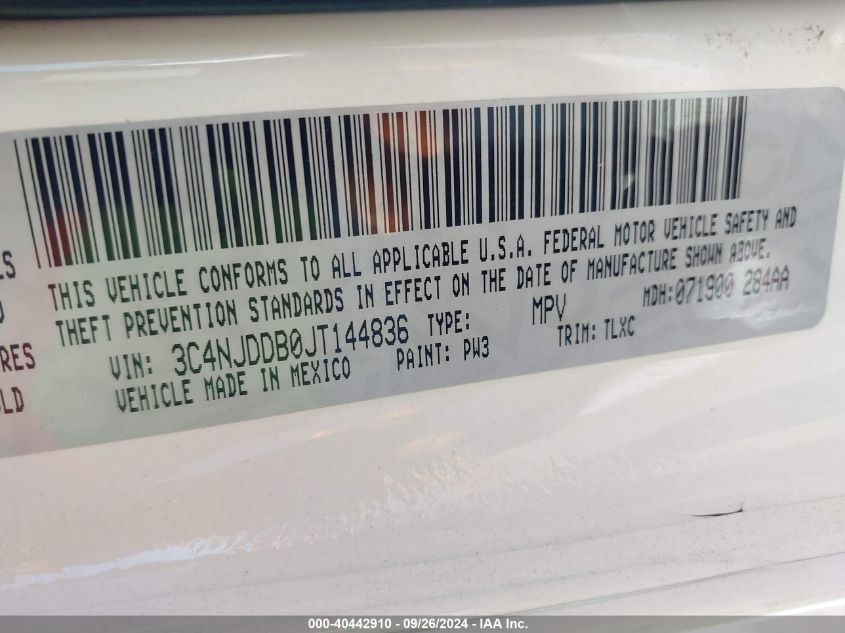 THIS VEHICLE CONFORMS TO ALL APPLICABLE U.S.A. FEDERAL MOTOR VEHICLE SAFETY AND
THEFT PREVENTION STANDARDS IN EFFECT ON THE DATE OF MANUFACTURE SHOWN ABOVE.
VIN: 3C4NJDDB0JT144836 TYPE: MPV MDH:071900 284AA
VEHICLE MADE IN MEXICO PAINT: PW3 TRIM: TLXC
RES
LD
000-40442910 - 09/26/2024 - IAA Inc.